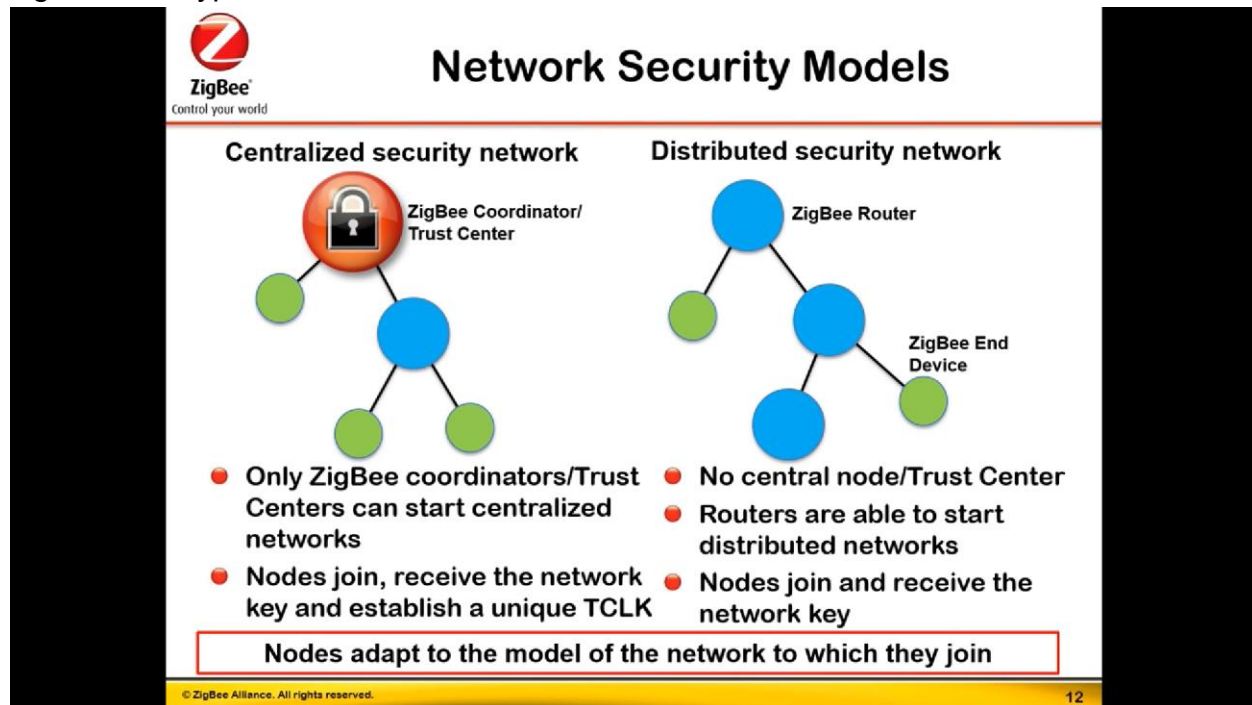 ZigBee®
Control your world
Network Security Models
Centralized security network
ZigBee Coordinator/
Trust Center
Only ZigBee coordinators/Trust
Centers can start centralized
networks
Nodes join, receive the network
key and establish a unique TCLK
Distributed security network
ZigBee Router
ZigBee End
Device
No central node/Trust Center
Routers are able to start
distributed networks
Nodes join and receive the
network key
Nodes adapt to the model of the network to which they join
© ZigBee Alliance. All rights reserved.
12